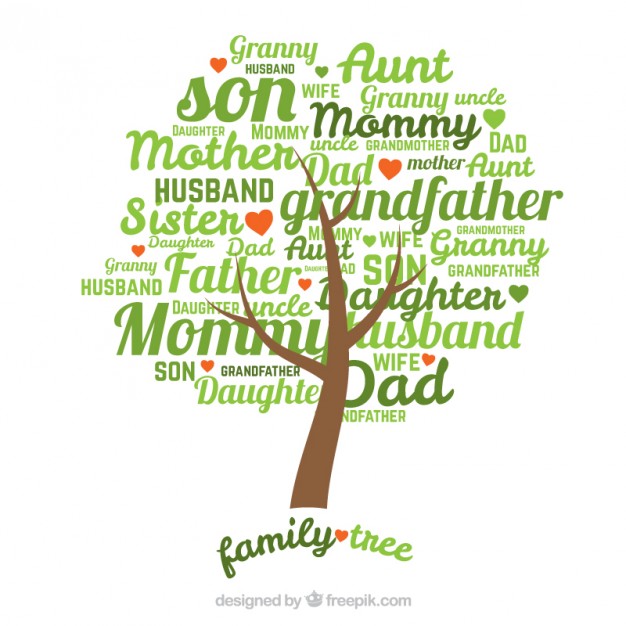 Granny Aunt
HUSBAND
son WIFE Granny uncle
DAUGHTER MOMMY Mommy
Mother uncle GRANDMOTHER DAD
Dad mother Aunt
HUSBAND grandfather
Sister MOMMY WIFE GRANDMOTHER
Daughter Dad Aunt Granny
Granny Father DAUGHTER DAD SON GRANDFATHER
HUSBAND Daughter
DAUGHTER uncle
Mommy husband
SON GRANDFATHER WIFE
Daughter Dad
NDFATHER
family tree
designed by freepik.com